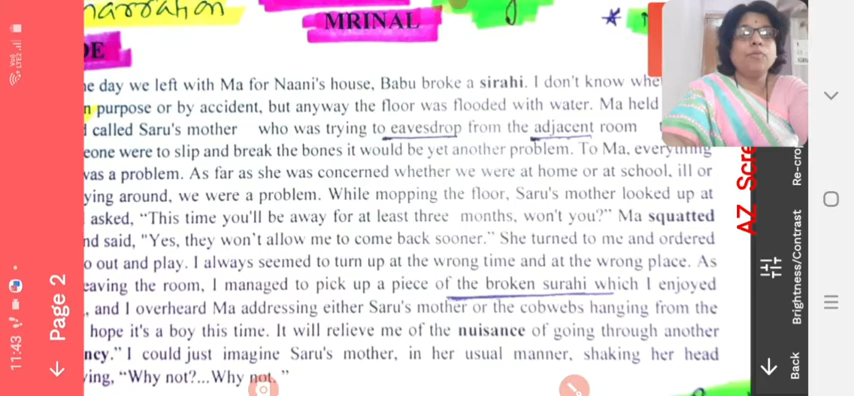 narration
MRINAL
DE
ne day we left with Ma for Naani's house, Babu broke a sirahi. I don't know whe
n purpose or by accident, but anyway the floor was flooded with water. Ma held
called Saru's mother who was trying to eavesdrop from the adjacent room
eone were to slip and break the bones it would be yet another problem. To Ma, everything
vas a problem. As far as she was concerned whether we were at home or at school, ill or
ying around, we were a problem. While mopping the floor, Saru's mother looked up at
asked, “This time you'll be away for at least three months, won't you?” Ma squatted
nd said, "Yes, they won't allow me to come back sooner." She turned to me and ordered
o out and play. I always seemed to turn up at the wrong time and at the wrong place. As
eaving the room, I managed to pick up a piece of the broken surahi which I enjoyed
, and I overheard Ma addressing either Saru's mother or the cobwebs hanging from the
hope it's a boy this time. It will relieve me of the nuisance of going through another
ncy.” I could just imagine Saru's mother, in her usual manner, shaking her head
ying, “Why not?...Why not.”
11:43
Page 2
AZ Scre
Back
Brightness/Contrast
Re-crop